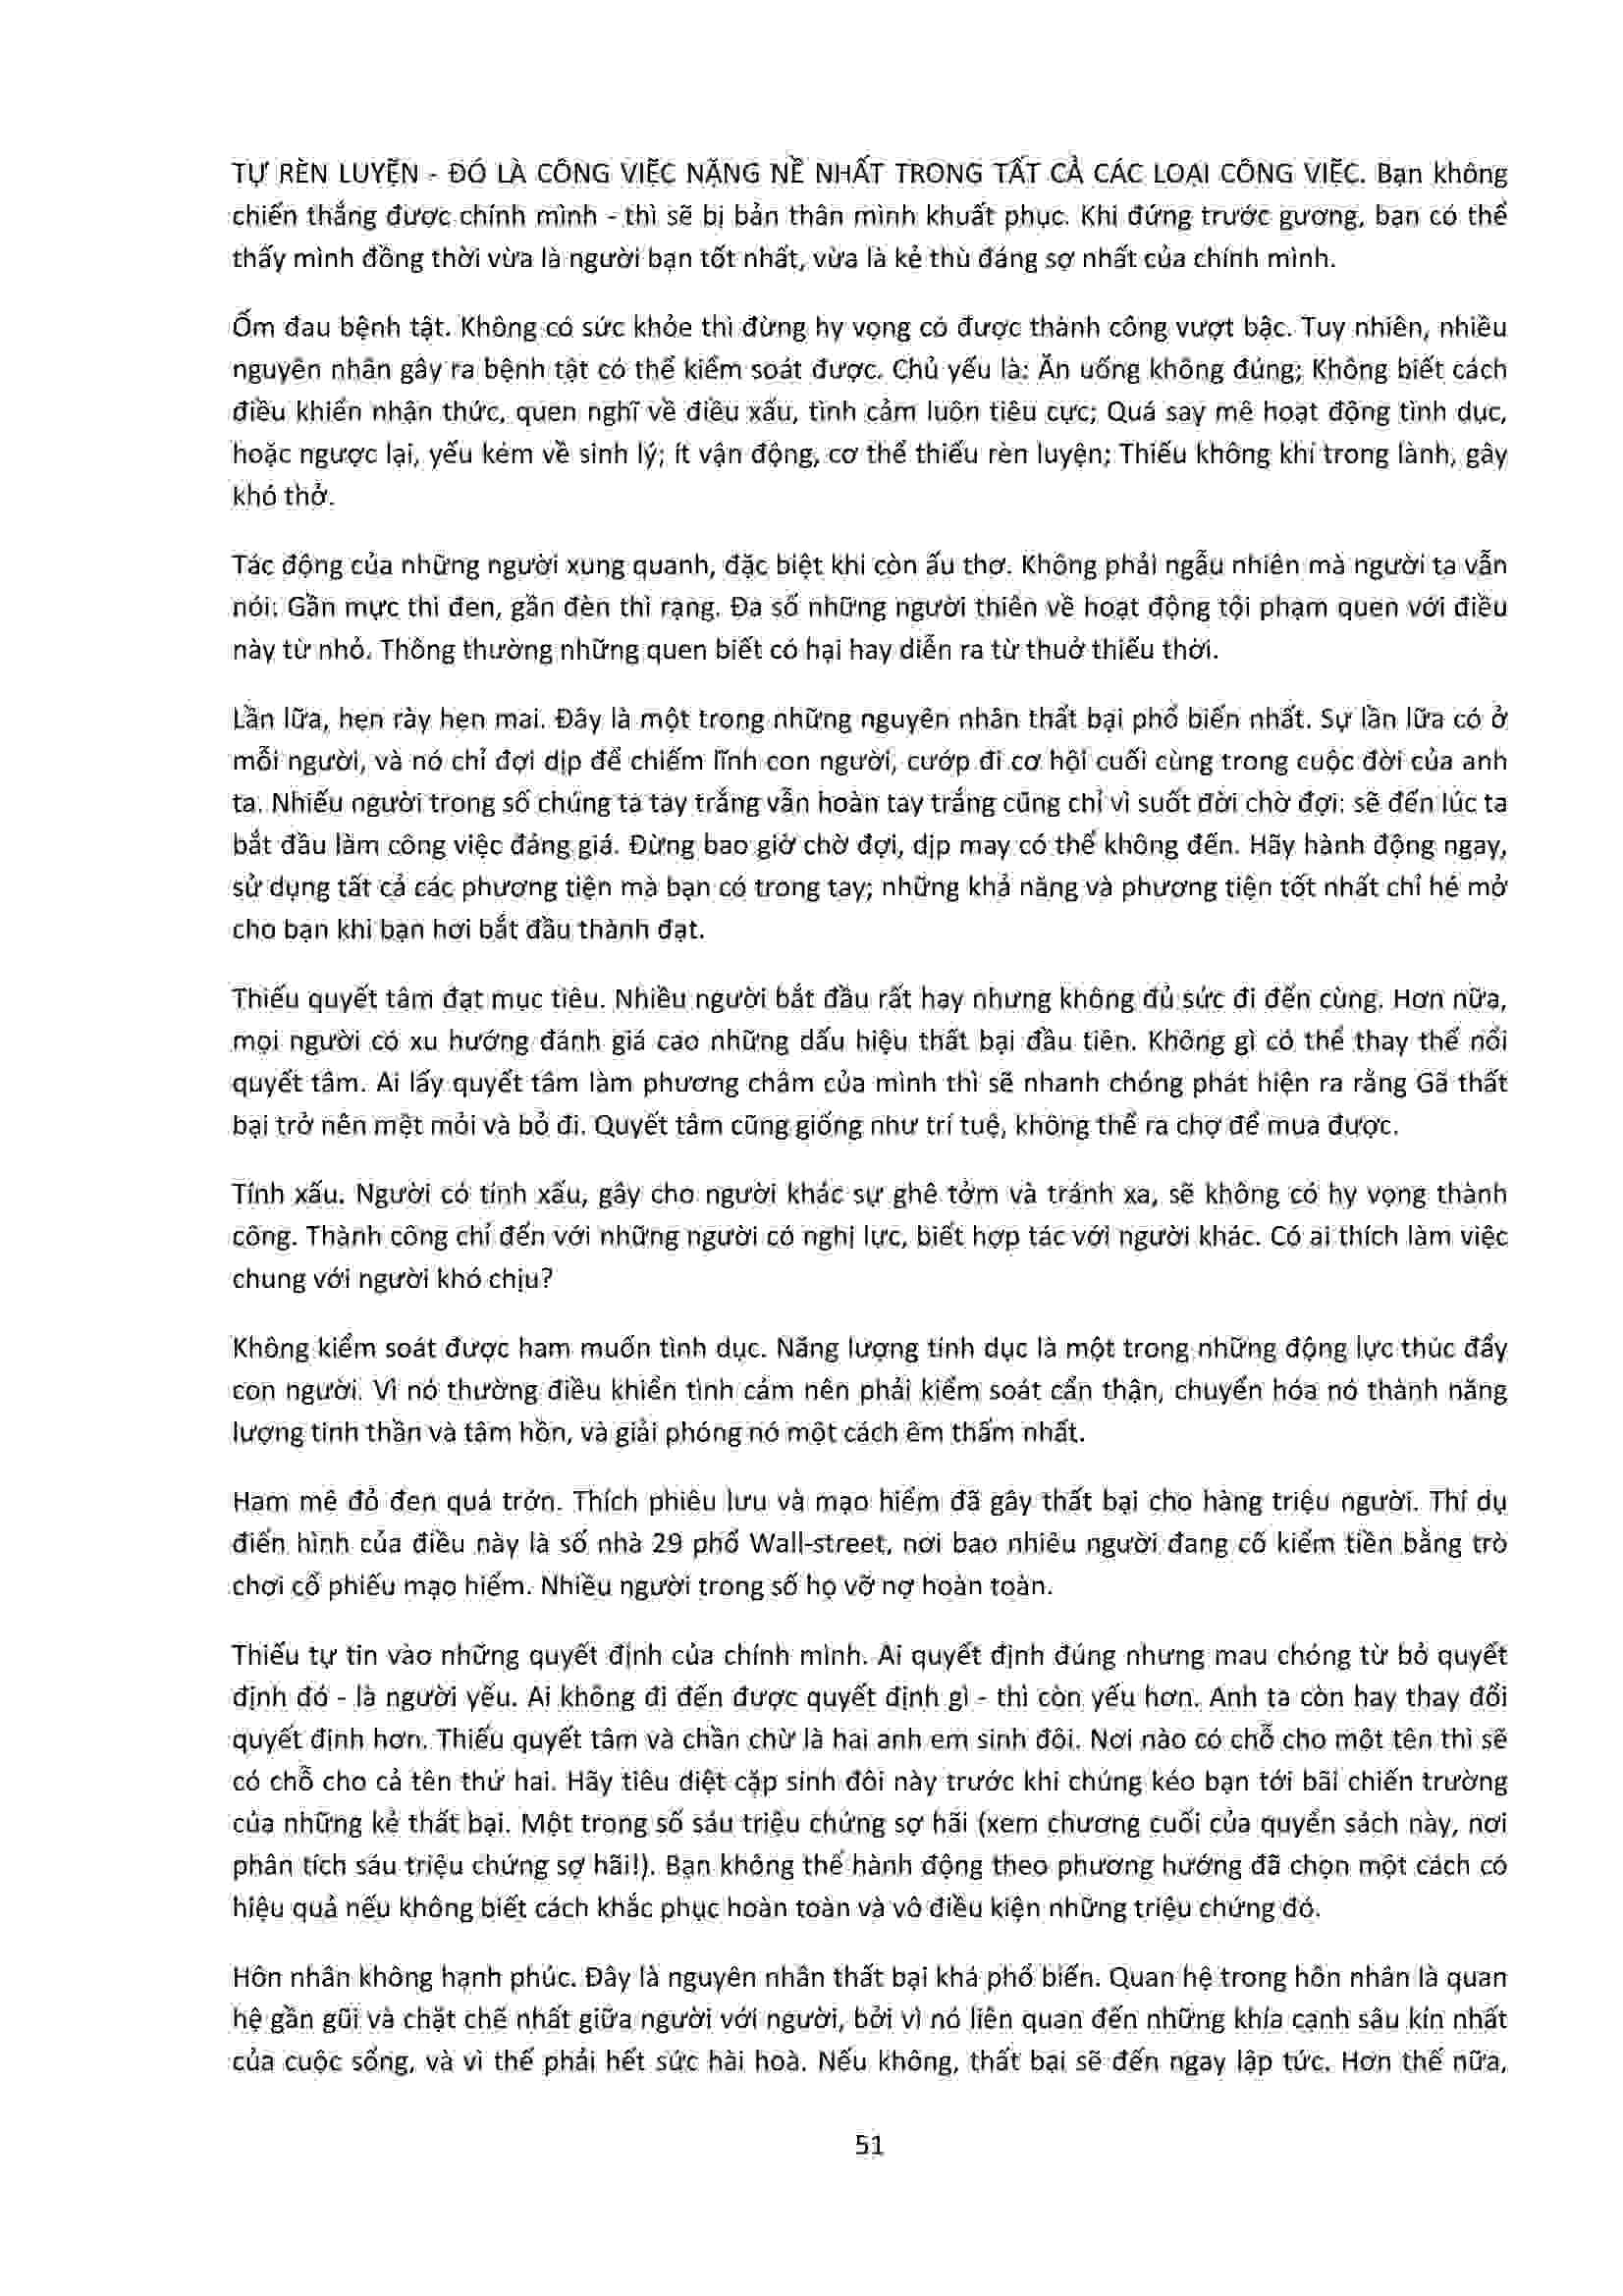 TỰ RÈN LUYỆN - ĐÓ LÀ CÔNG VIỆC NẶNG NỀ NHẤT TRONG TẤT CẢ CÁC LOẠI CÔNG VIỆC. Bạn không
chiến thắng được chính mình - thì sẽ bị bản thân mình khuất phục. Khi đứng trước gương, bạn có thể
thấy mình đồng thời vừa là người bạn tốt nhất, vừa là kẻ thù đáng sợ nhất của chính mình.
Ốm đau bệnh tật. Không có sức khỏe thì đừng hy vọng có được thành công vượt bậc. Tuy nhiên, nhiều
nguyên nhân gây ra bệnh tật có thể kiểm soát được. Chủ yếu là: Ăn uống không đúng; Không biết cách
điều khiển nhận thức, quen nghĩ về điều xấu, tình cảm luôn tiêu cực; Quá say mê hoạt động tình dục,
hoặc ngược lại, yếu kém về sinh lý; ít vận động, cơ thể thiếu rèn luyện; Thiếu không khí trong lành, gây
khó thở.
Tác động của những người xung quanh, đặc biệt khi còn ấu thơ. Không phải ngẫu nhiên mà người ta vẫn
nói: Gần mực thì đen, gần đèn thì rạng. Đa số những người thiên về hoạt động tội phạm quen với điều
này từ nhỏ. Thông thường những quen biết có hại hay diễn ra từ thuở thiếu thời.
Lần lữa, hẹn rày hẹn mai. Đây là một trong những nguyên nhân thất bại phổ biến nhất. Sự lần lữa có ở
mỗi người, và nó chỉ đợi dịp để chiếm lĩnh con người, cướp đi cơ hội cuối cùng trong cuộc đời của anh
ta. Nhiều người trong số chúng ta tay trắng vẫn hoàn tay trắng cũng chỉ vì suốt đời chờ đợi: sẽ đến lúc ta
bắt đầu làm công việc đáng giá. Đừng bao giờ chờ đợi, dịp may có thể không đến. Hãy hành động ngay,
sử dụng tất cả các phương tiện mà bạn có trong tay; những khả năng và phương tiện tốt nhất chỉ hé mở
cho bạn khi bạn hơi bắt đầu thành đạt.
Thiếu quyết tâm đạt mục tiêu. Nhiều người bắt đầu rất hay nhưng không đủ sức đi đến cùng. Hơn nữa,
mọi người có xu hướng đánh giá cao những dấu hiệu thất bại đầu tiên. Không gì có thể thay thế nổi
quyết tâm. Ai lấy quyết tâm làm phương châm của mình thì sẽ nhanh chóng phát hiện ra rằng Gã thất
bại trở nên mệt mỏi và bỏ đi. Quyết tâm cũng giống như trí tuệ, không thể ra chợ để mua được.
Tính xấu. Người có tính xấu, gây cho người khác sự ghê tởm và tránh xa, sẽ không có hy vọng thành
công. Thành công chỉ đến với những người có nghị lực, biết hợp tác với người khác. Có ai thích làm việc
chung với người khó chịu?
Không kiểm soát được ham muốn tình dục. Năng lượng tính dục là một trong những động lực thúc đẩy
con người. Vì nó thường điều khiển tình cảm nên phải kiểm soát cẩn thận, chuyển hóa nó thành năng
lượng tinh thần và tâm hồn, và giải phóng nó một cách êm thấm nhất.
Ham mê đỏ đen quá trớn. Thích phiêu lưu và mạo hiểm đã gây thất bại cho hàng triệu người. Thí dụ
điển hình của điều này là số nhà 29 phố Wall-street, nơi bao nhiêu người đang cố kiếm tiền bằng trò
chơi cổ phiếu mạo hiểm. Nhiều người trong số họ vỡ nợ hoàn toàn.
Thiếu tự tin vào những quyết định của chính mình. Ai quyết định đúng nhưng mau chóng từ bỏ quyết
định đó - là người yếu. Ai không đi đến được quyết định gì - thì còn yếu hơn. Anh ta còn hay thay đổi
quyết định hơn. Thiếu quyết tâm và chần chừ là hai anh em sinh đôi. Nơi nào có chỗ cho một tên thì sẽ
có chỗ cho cả tên thứ hai. Hãy tiêu diệt cặp sinh đôi này trước khi chúng kéo bạn tới bãi chiến trường
của những kẻ thất bại. Một trong số sáu triệu chứng sợ hãi (xem chương cuối của quyển sách này, nơi
phân tích sáu triệu chứng sợ hãi!). Bạn không thể hành động theo phương hướng đã chọn một cách có
hiệu quả nếu không biết cách khắc phục hoàn toàn và vô điều kiện những triệu chứng đó.
Hôn nhân không hạnh phúc. Đây là nguyên nhân thất bại khá phổ biến. Quan hệ trong hôn nhân là quan
hệ gần gũi và chặt chẽ nhất giữa người với người, bởi vì nó liên quan đến những khía cạnh sâu kín nhất
của cuộc sống, và vì thế phải hết sức hài hoà. Nếu không, thất bại sẽ đến ngay lập tức. Hơn thế nữa,
51